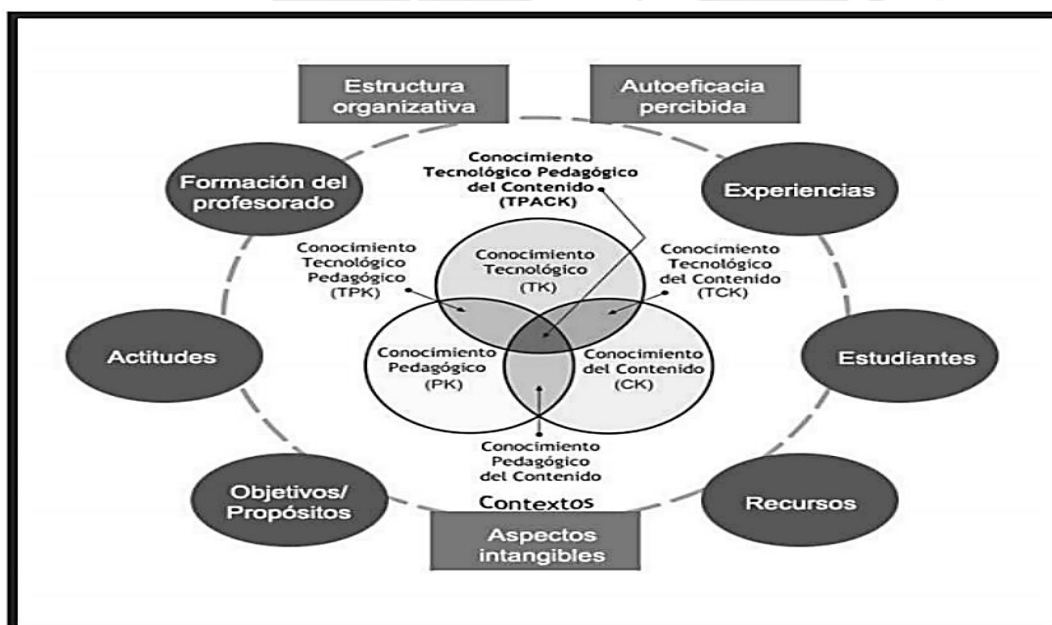 Estructura
organizativa
Autoeficacia
percibida
Formación del
profesorado
Conocimiento
Tecnológico Pedagógico
del Contenido
(TPACK)
Experiencias
Conocimiento
Tecnológico
Pedagógico
(TPK)
Conocimiento
Tecnológico
(TK)
Conocimiento
Tecnológico
del Contenido
(TCK)
Actitudes
Conocimiento
Pedagógico
(PK)
Conocimiento
del Contenido
(CK)
Estudiantes
Conocimiento
Pedagógico
del Contenido
Objetivos/
Propósitos
Contextos
Recursos
Aspectos
intangibles